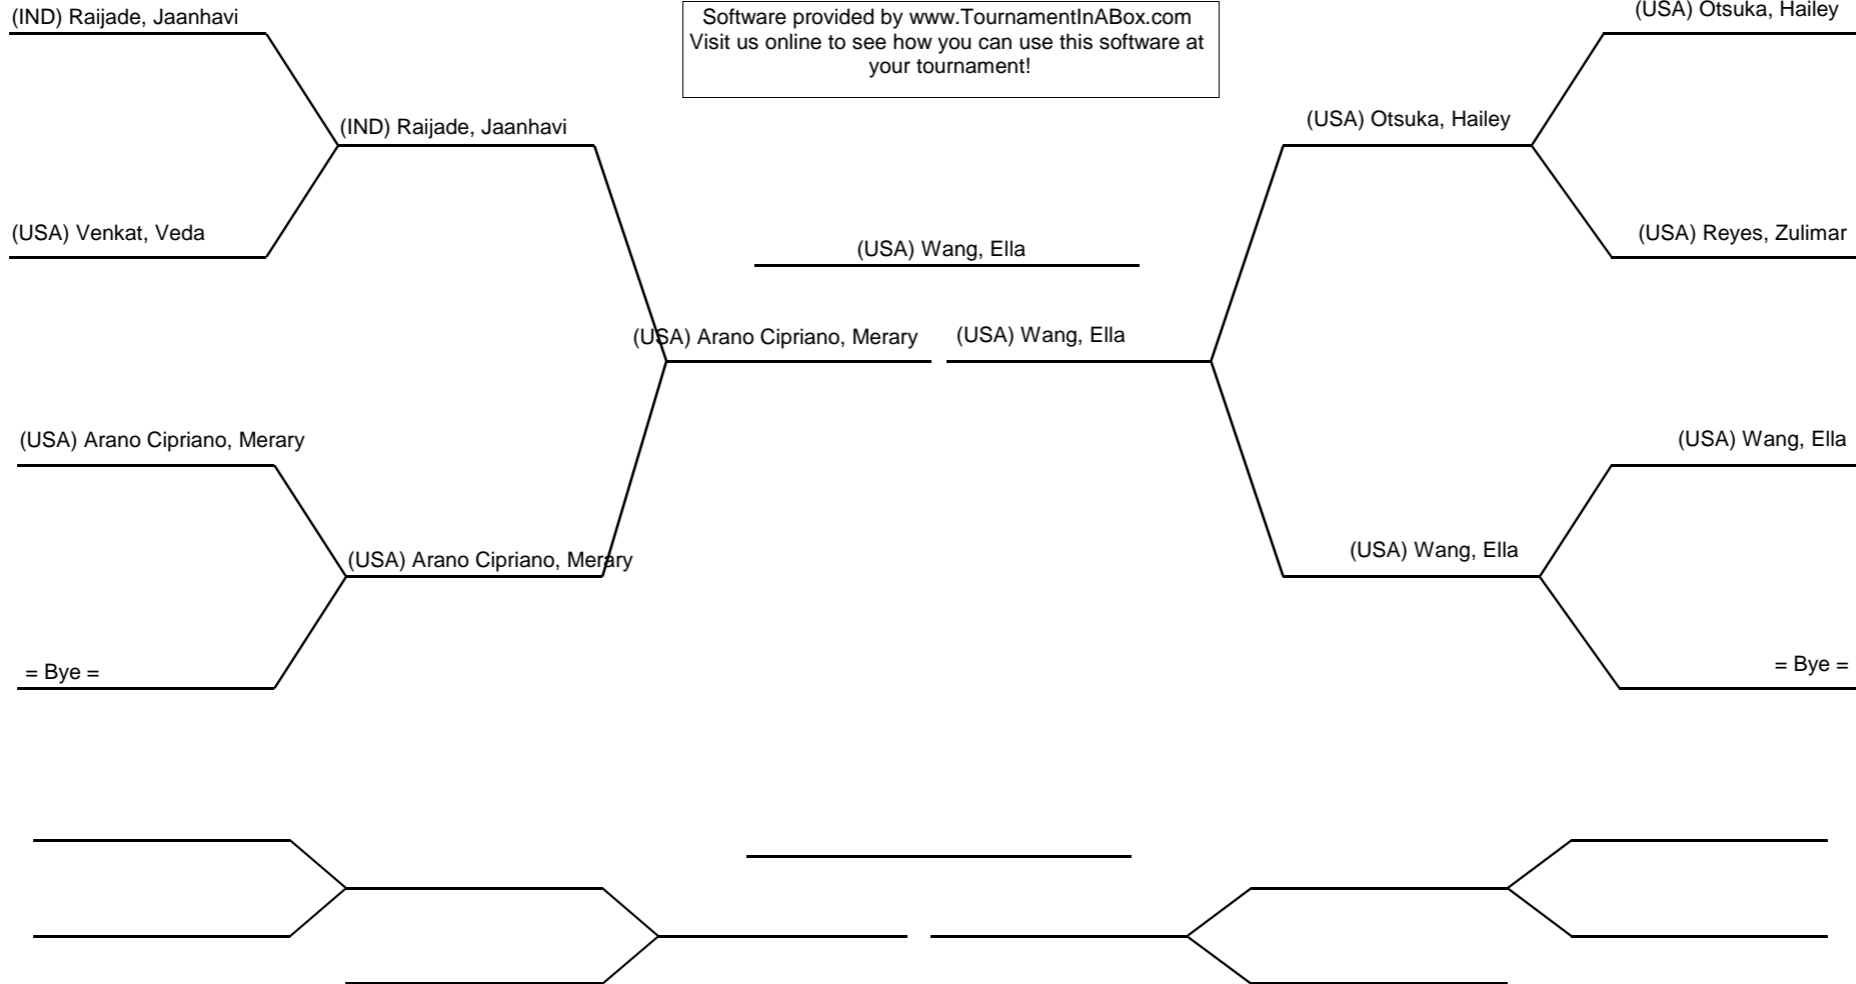 (IND) Raijade, Jaanhavi
Software provided by www.TournamentInABox.com
Visit us online to see how you can use this software at
your tournament!
(USA) Otsuka, Hailey
(IND) Raijade, Jaanhavi
(USA) Otsuka, Hailey
(USA) Venkat, Veda
(USA) Wang, Ella
(USA) Reyes, Zulimar
(USA) Arano Cipriano, Merary
(USA) Wang, Ella
(USA) Arano Cipriano, Merary
(USA) Wang, Ella
(USA) Arano Cipriano, Merary
(USA) Wang, Ella
= Bye =
= Bye =